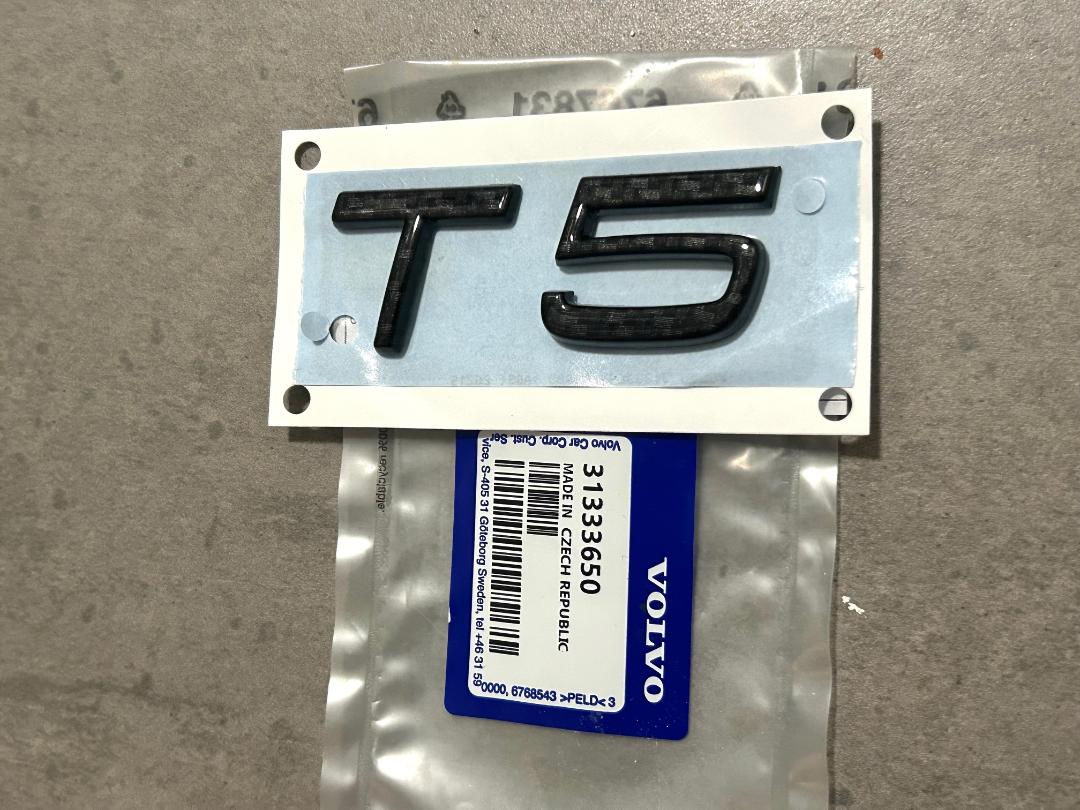 T5
VOLVO
31333650
MADE IN CZECH REPUBLIC
Volvo Car Corp. Cust. Ser
vice, S-405 31 Göteborg Sweden, tel +46 31 59
0000, 6768543 >PELD< 3